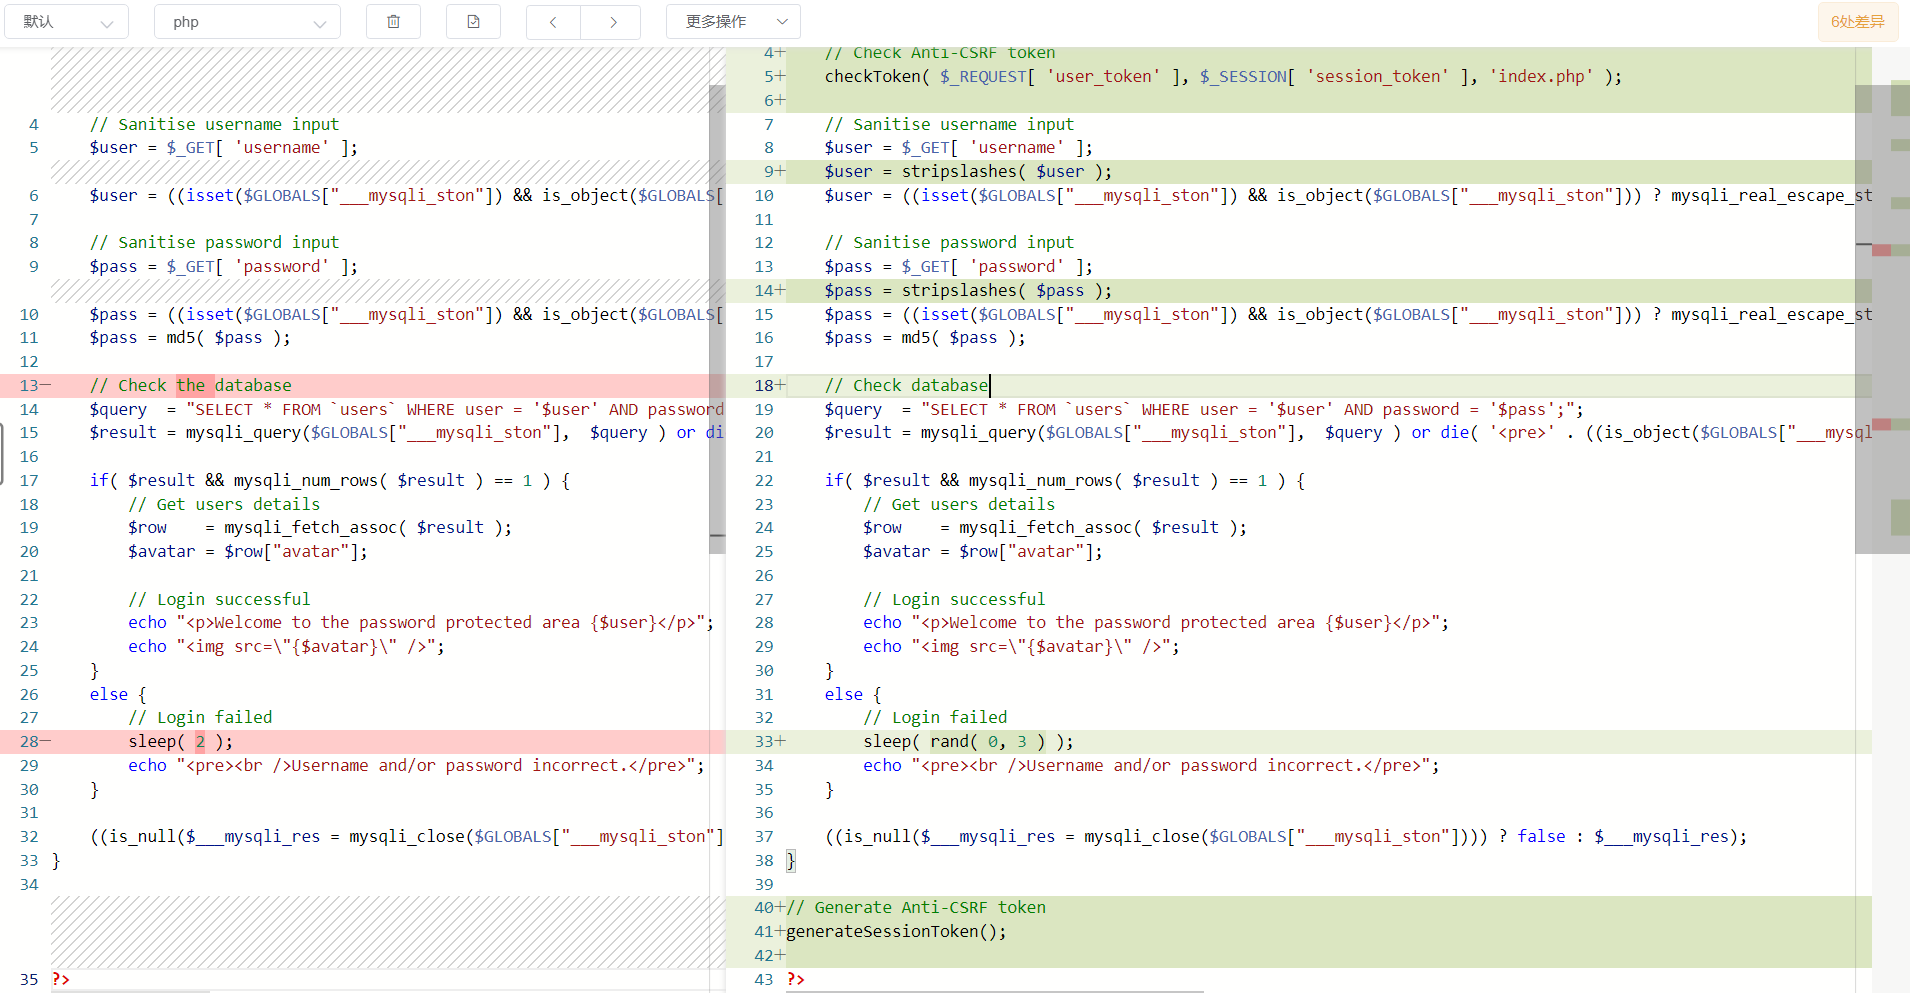 默认 php 更多操作 6处差异
4+ // Check Anti-CSRF token
5+ checkToken( $_REQUEST[ 'user_token' ], $_SESSION[ 'session_token' ], 'index.php' );
6+
4 // Sanitise username input
5 $user = $_GET[ 'username' ];
6 $user = ((isset($GLOBALS["___mysqli_ston"]) && is_object($GLOBALS[
7
8 // Sanitise password input
9 $pass = $_GET[ 'password' ];
10 $pass = ((isset($GLOBALS["___mysqli_ston"]) && is_object($GLOBALS[
11 $pass = md5( $pass );
12
13− // Check the database
14 $query  = "SELECT * FROM `users` WHERE user = '$user' AND password
15 $result = mysqli_query($GLOBALS["___mysqli_ston"],  $query ) or di
16
17 if( $result && mysqli_num_rows( $result ) == 1 ) {
18 // Get users details
19 $row    = mysqli_fetch_assoc( $result );
20 $avatar = $row["avatar"];
21
22 // Login successful
23 echo "<p>Welcome to the password protected area {$user}</p>";
24 echo "<img src=\"{$avatar}\" />";
25 }
26 else {
27 // Login failed
28− sleep( 2 );
29 echo "<pre><br />Username and/or password incorrect.</pre>";
30 }
31
32 ((is_null($___mysqli_res = mysqli_close($GLOBALS["___mysqli_ston"]
33 }
34
35 ?>
7 // Sanitise username input
8 $user = $_GET[ 'username' ];
9+ $user = stripslashes( $user );
10 $user = ((isset($GLOBALS["___mysqli_ston"]) && is_object($GLOBALS["___mysqli_ston"])) ? mysqli_real_escape_st
11
12 // Sanitise password input
13 $pass = $_GET[ 'password' ];
14+ $pass = stripslashes( $pass );
15 $pass = ((isset($GLOBALS["___mysqli_ston"]) && is_object($GLOBALS["___mysqli_ston"])) ? mysqli_real_escape_st
16 $pass = md5( $pass );
17
18+ // Check database
19 $query  = "SELECT * FROM `users` WHERE user = '$user' AND password = '$pass';";
20 $result = mysqli_query($GLOBALS["___mysqli_ston"],  $query ) or die( '<pre>' . ((is_object($GLOBALS["___mysql
21
22 if( $result && mysqli_num_rows( $result ) == 1 ) {
23 // Get users details
24 $row    = mysqli_fetch_assoc( $result );
25 $avatar = $row["avatar"];
26
27 // Login successful
28 echo "<p>Welcome to the password protected area {$user}</p>";
29 echo "<img src=\"{$avatar}\" />";
30 }
31 else {
32 // Login failed
33+ sleep( rand( 0, 3 ) );
34 echo "<pre><br />Username and/or password incorrect.</pre>";
35 }
36
37 ((is_null($___mysqli_res = mysqli_close($GLOBALS["___mysqli_ston"]))) ? false : $___mysqli_res);
38 }
39
40+ // Generate Anti-CSRF token
41+ generateSessionToken();
42+
43 ?>